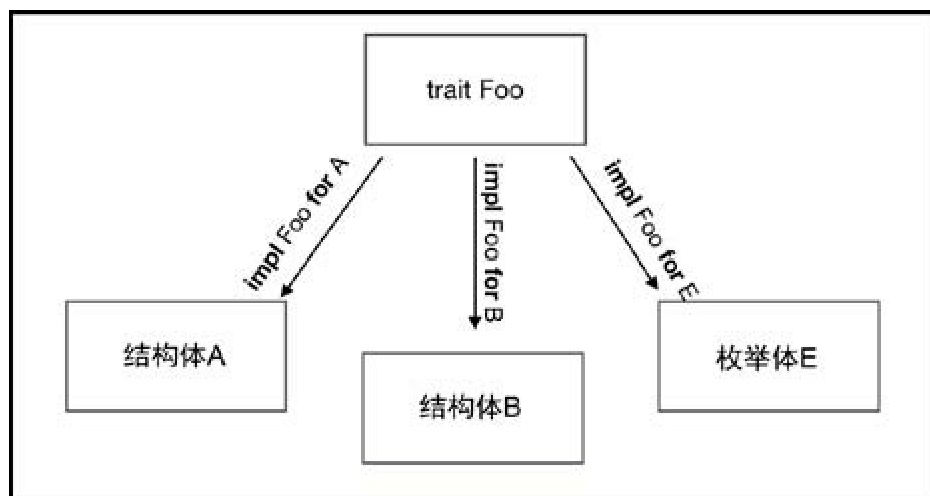 trait Foo
impl Foo for A
impl Foo for B
impl Foo for E
结构体A
结构体B
枚举体E